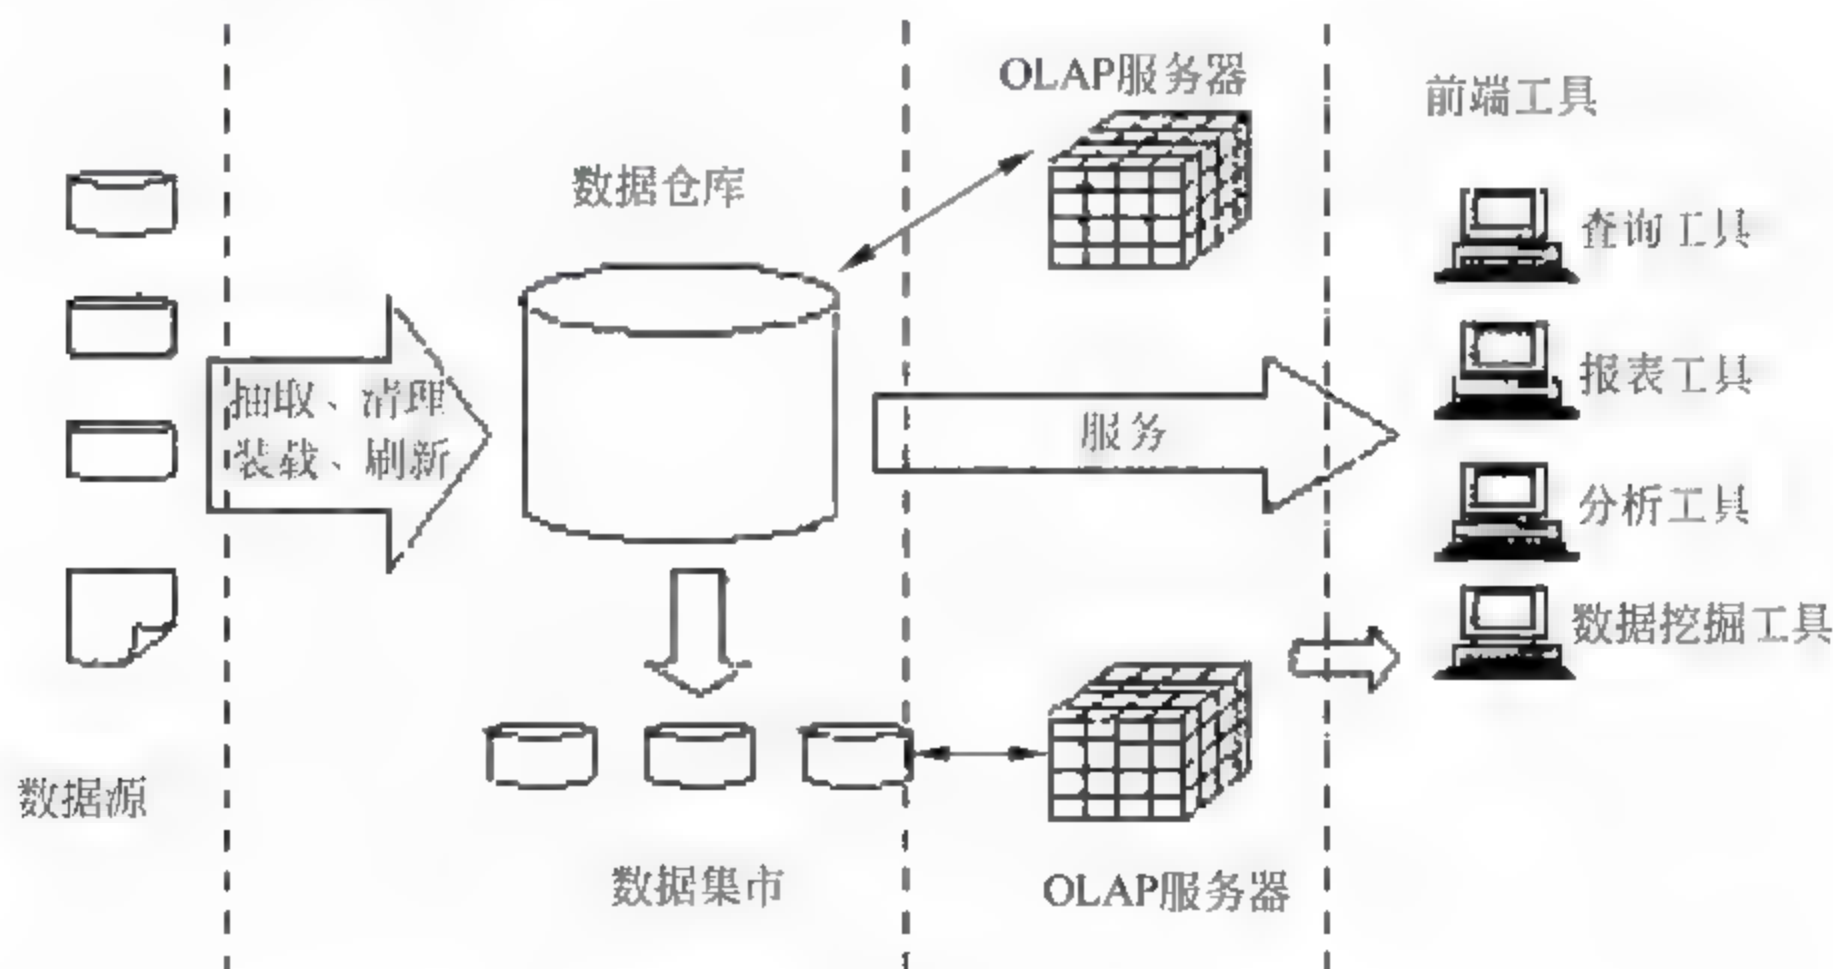 OLAP服务器
前端工具
数据仓库
查询工具
抽取、清理
装载、刷新
服务
报表工具
分析工具
数据挖掘工具
数据源
数据集市
OLAP服务器